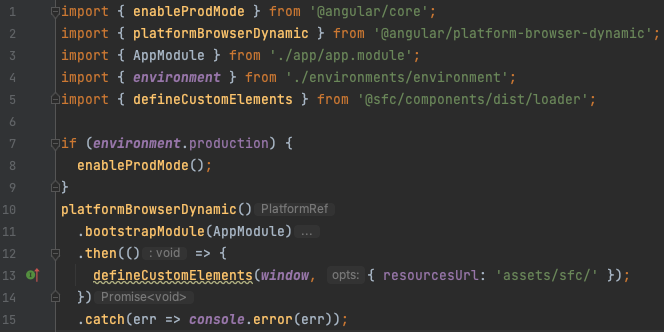 1 import { enableProdMode } from '@angular/core';
2 import { platformBrowserDynamic } from '@angular/platform-browser-dynamic';
3 import { AppModule } from './app/app.module';
4 import { environment } from './environments/environment';
5 import { defineCustomElements } from '@sfc/components/dist/loader';
6
7 if (environment.production) {
8   enableProdMode();
9 }
10 platformBrowserDynamic() PlatformRef
11   .bootstrapModule(AppModule) ...
12   .then(() : void => {
13     defineCustomElements(window, opts: { resourcesUrl: 'assets/sfc/' });
14   }) Promise<void>
15   .catch(err => console.error(err));